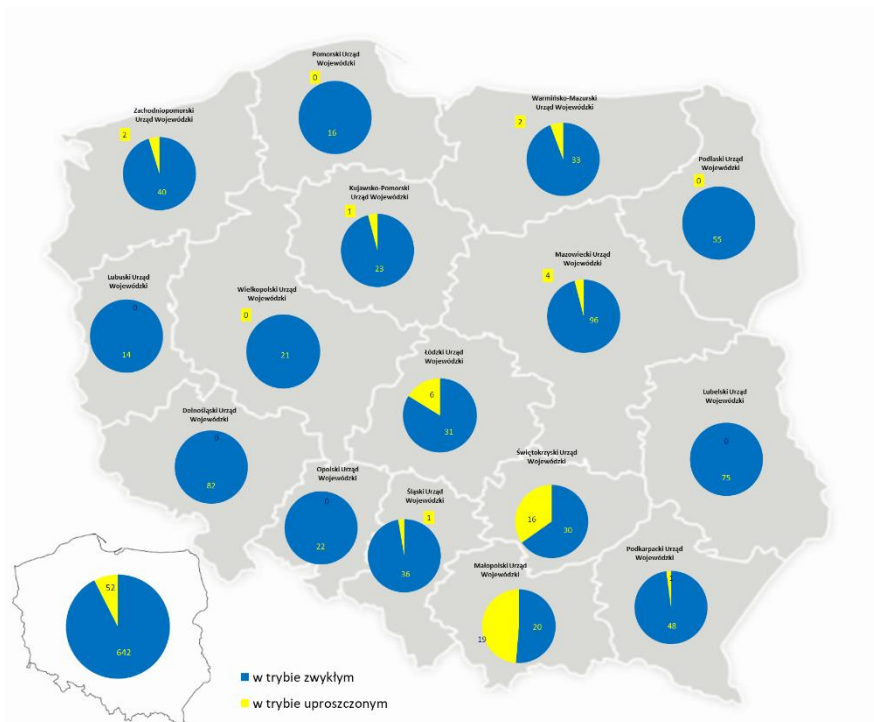 Pomorski Urząd
Wojewódzki
0
16
Zachodniopomorski
Urząd Wojewódzki
2
40
Warmińsko-Mazurski
Urząd Wojewódzki
2
33
Podlaski Urząd
Wojewódzki
0
55
Kujawsko-Pomorski
Urząd Wojewódzki
1
23
Mazowiecki Urząd
Wojewódzki
4
96
Lubuski Urząd
Wojewódzki
0
14
Wielkopolski Urząd
Wojewódzki
0
21
Łódzki Urząd
Wojewódzki
6
31
Lubelski Urząd
Wojewódzki
0
75
Dolnośląski Urząd
Wojewódzki
0
82
Opolski Urząd
Wojewódzki
0
22
Śląski Urząd
Wojewódzki
1
36
Świętokrzyski Urząd
Wojewódzki
16
30
Małopolski Urząd
Wojewódzki
19
20
Podkarpacki Urząd
Wojewódzki
1
48
52
642
w trybie zwykłym
w trybie uproszczonym